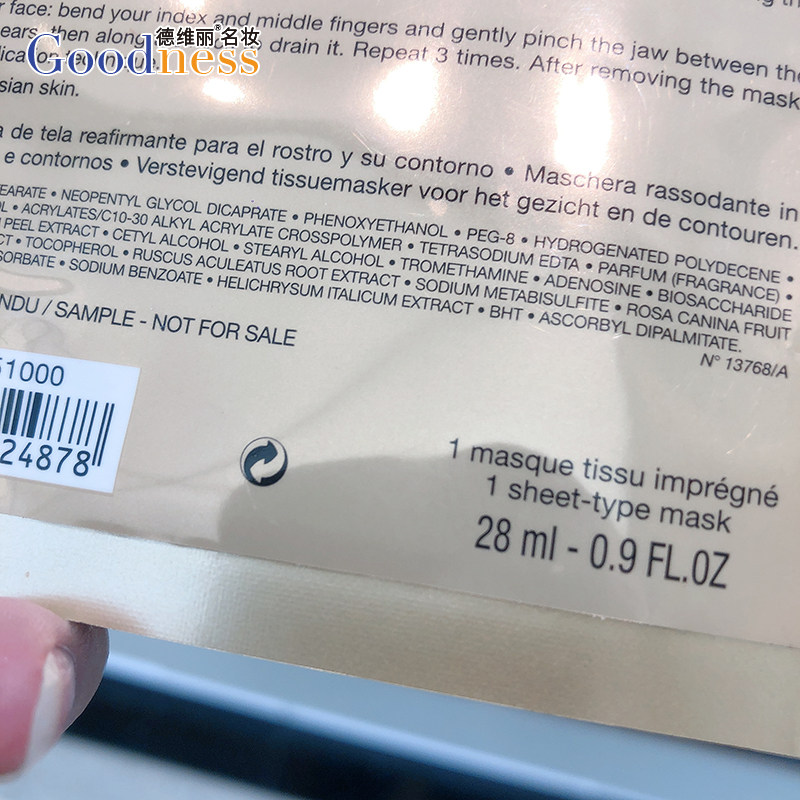 face: bend your index and middle fingers and gently pinch the jaw between the
ears, then along drain it. Repeat 3 times. After removing the mask
德维丽®名妆
Goodness
sian skin.
a de tela reafirmante para el rostro y su contorno • Maschera rassodante in
e contornos • Verstevigend tissuemasker voor het gezicht en de contouren.
EARATE • NEOPENTYL GLYCOL DICAPRATE • PHENOXYETHANOL • PEG-8 • HYDROGENATED POLYDECENE •
OL • ACRYLATES/C10-30 ALKYL ACRYLATE CROSSPOLYMER • TETRASODIUM EDTA • PARFUM (FRAGRANCE) •
PEEL EXTRACT • CETYL ALCOHOL • STEARYL ALCOHOL • TROMETHAMINE • ADENOSINE • BIOSACCHARIDE
CT • TOCOPHEROL • RUSCUS ACULEATUS ROOT EXTRACT • SODIUM METABISULFITE • ROSA CANINA FRUIT
SORBATE • SODIUM BENZOATE • HELICHRYSUM ITALICUM EXTRACT • BHT • ASCORBYL DIPALMITATE.
N° 13768/A
NDU / SAMPLE - NOT FOR SALE
51000
24878
1 masque tissu imprégné
1 sheet-type mask
28 ml - 0.9 FL.OZ